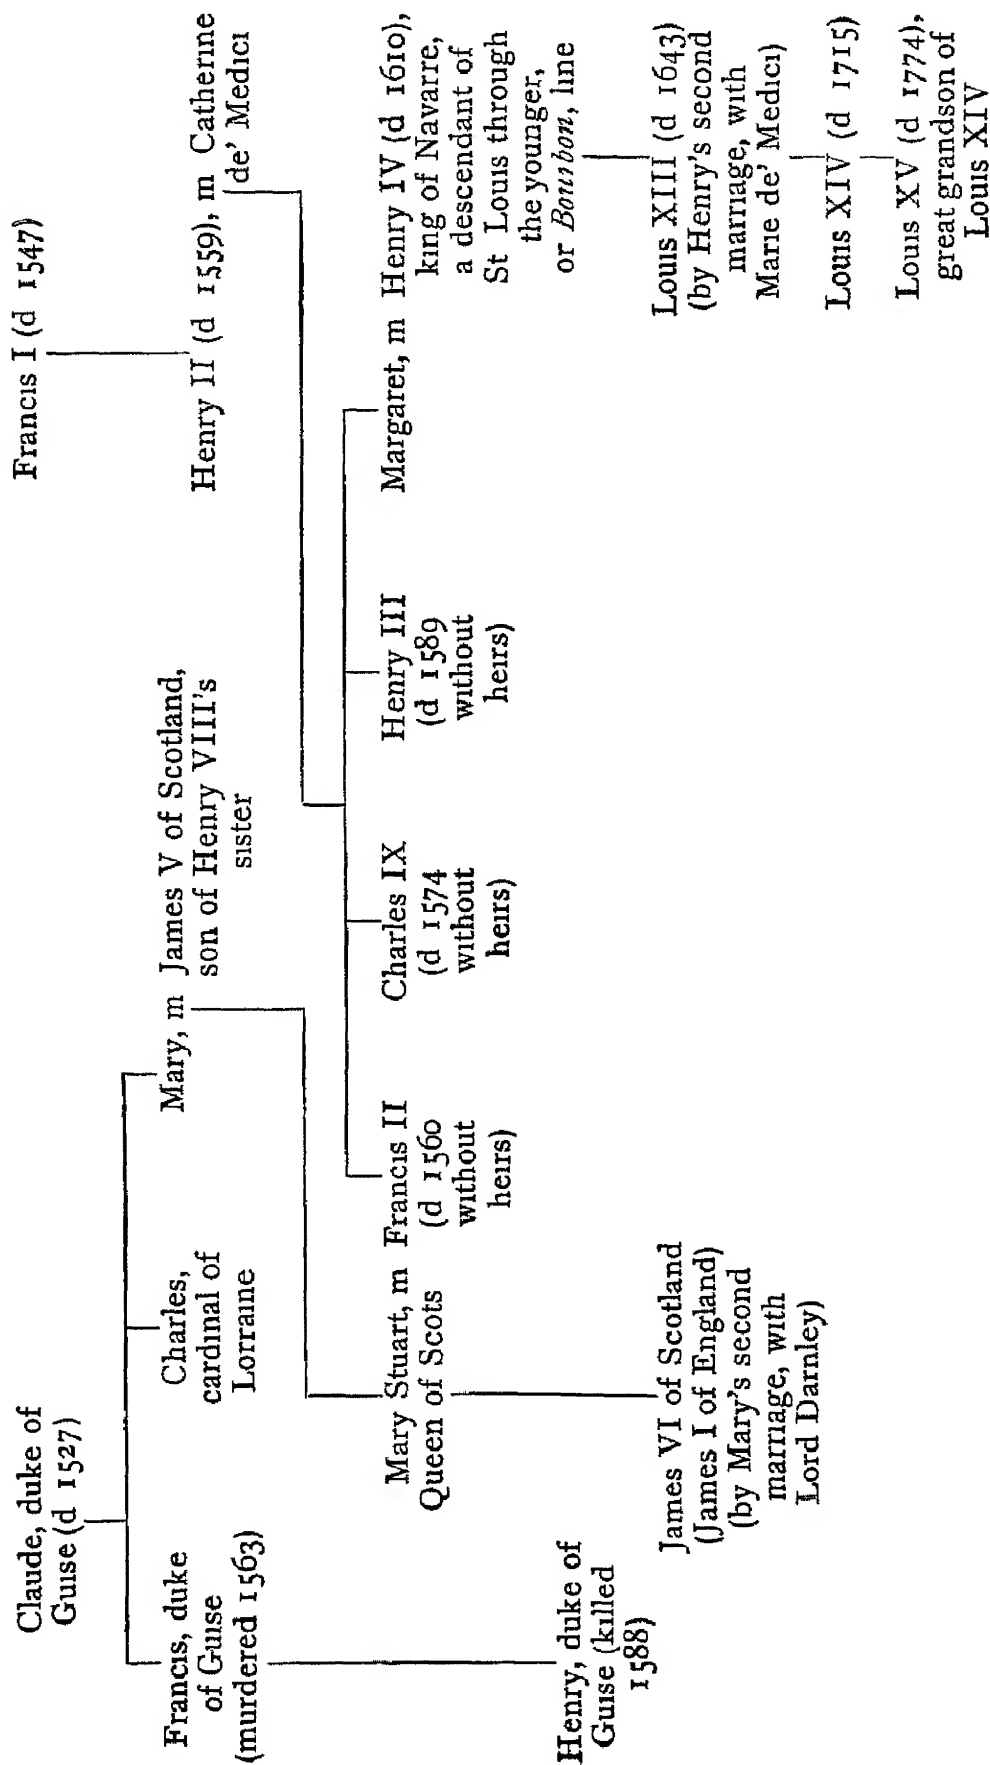 Claude, duke of
Guise (d 1527)
Francis I (d 1547)
Francis, duke
of Guise
(murdered 1563)
Charles,
cardinal of
Lorraine
Mary, m James V of Scotland,
son of Henry VIII's
sister
Henry II (d 1559), m Catherine
de' Medici
Henry, duke of
Guise (killed
1588)
Mary Stuart, m Francis II
Queen of Scots
(d 1560
without
heirs)
Charles IX
(d 1574
without
heirs)
Henry III
(d 1589
without
heirs)
Margaret, m Henry IV (d 1610),
king of Navarre,
a descendant of
St Louis through
the younger,
or Bourbon, line
James VI of Scotland
(James I of England)
(by Mary's second
marriage, with
Lord Darnley)
Louis XIII (d 1643)
(by Henry's second
marriage, with
Marie de' Medici)
Louis XIV (d 1715)
Louis XV (d 1774),
great grandson of
Louis XIV